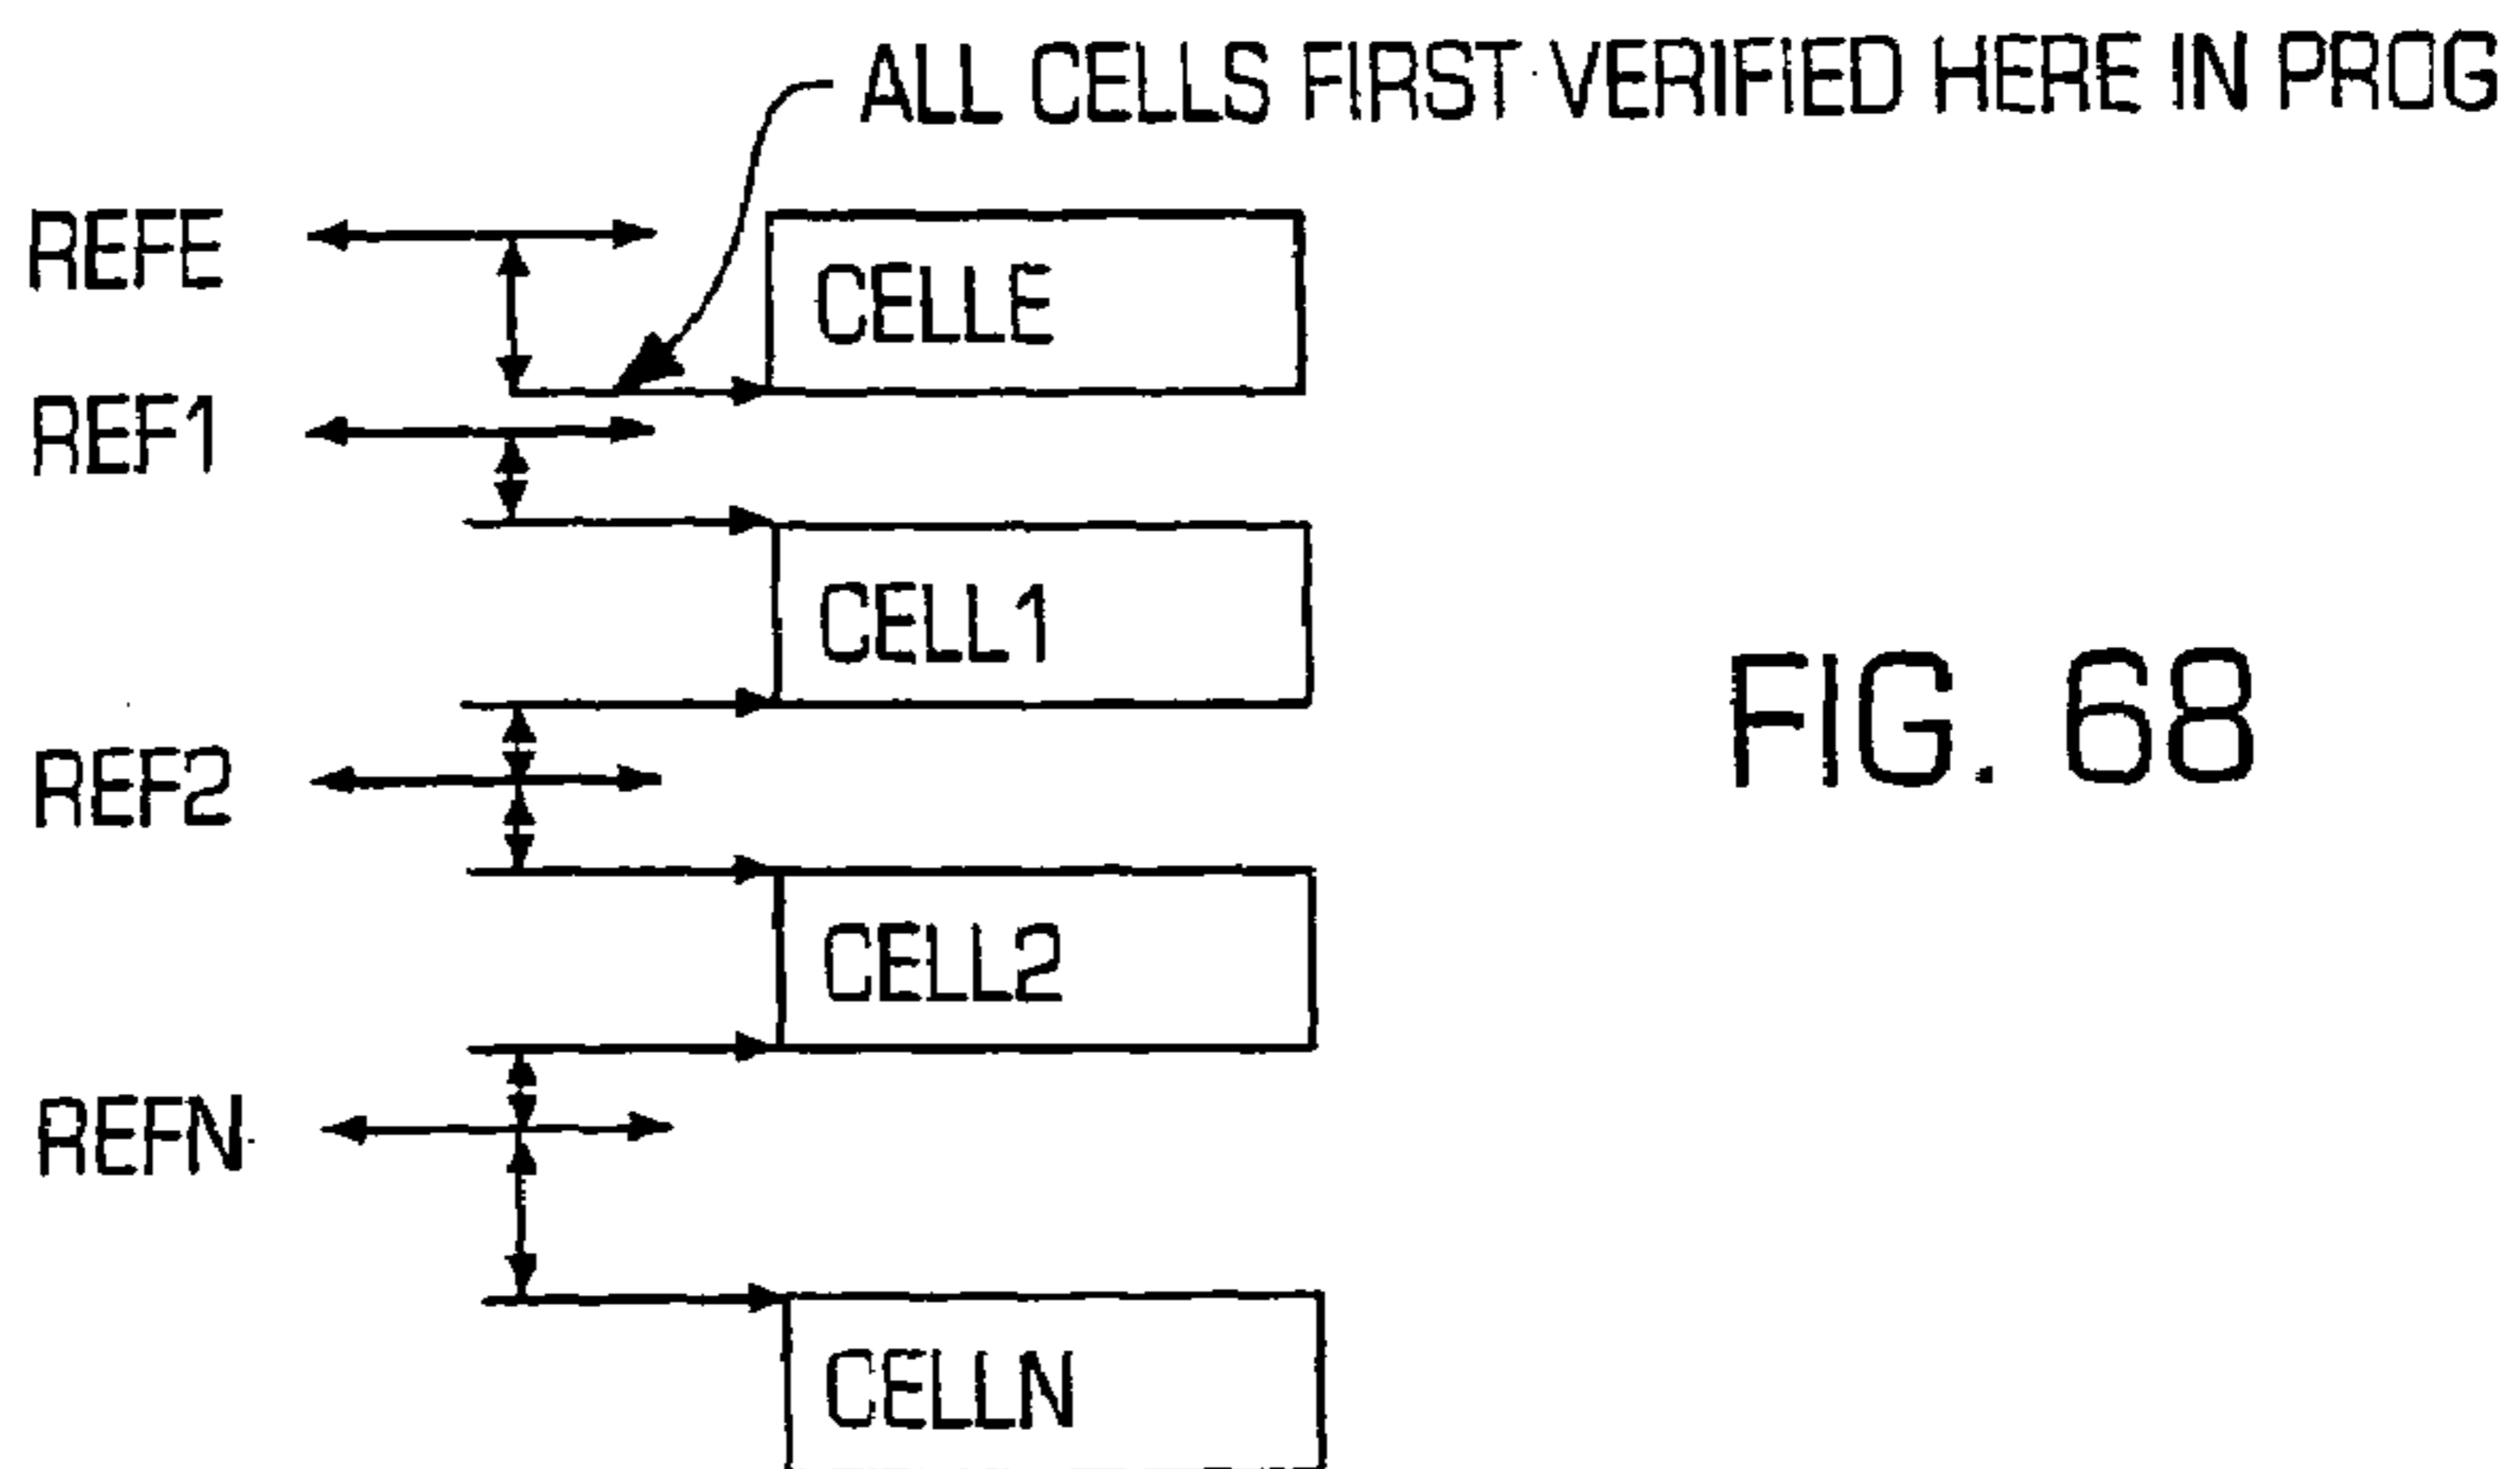 ALL CELLS FIRST VERIFIED HERE IN PROG
REFE
CELLE
REF1
CELL1
FIG. 68
REF2
CELL2
REFN
CELLN